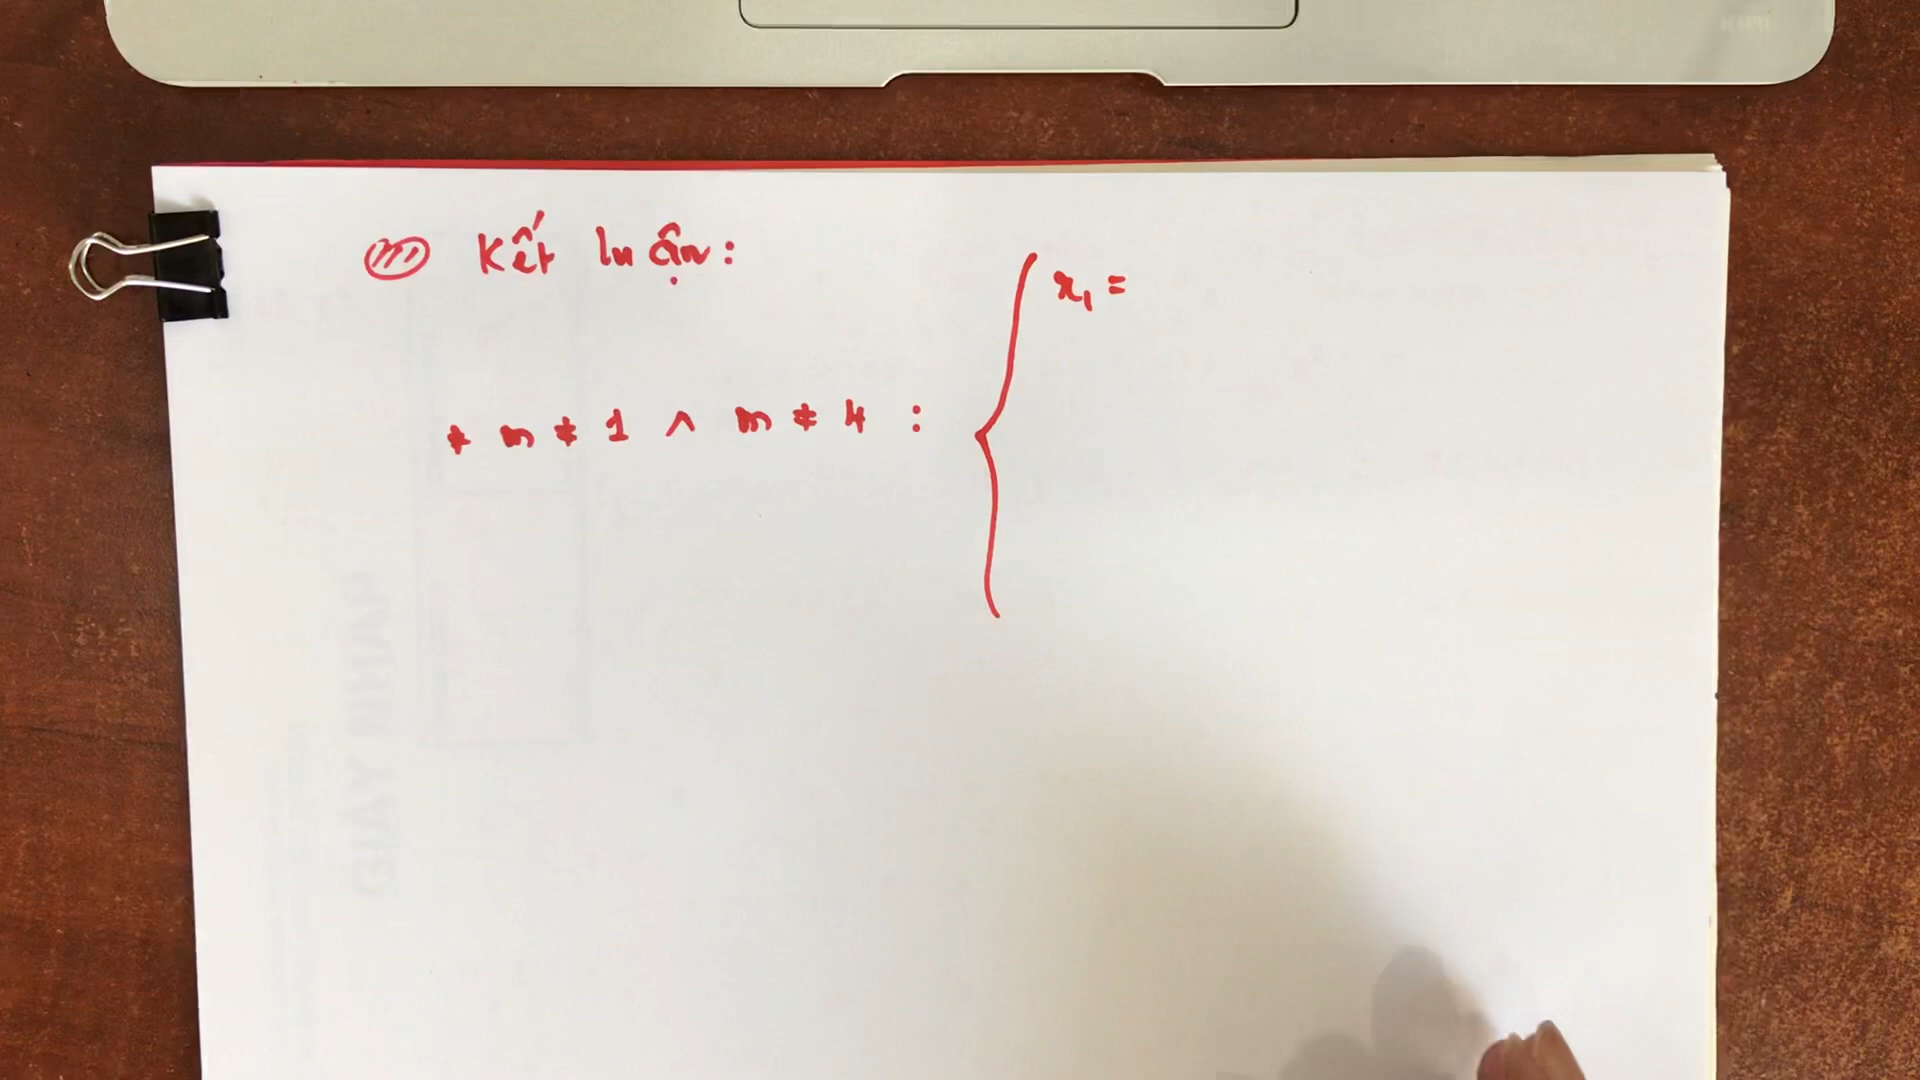 (III) Kết luận:
x₁ =
* m ≠ 1 ∧ m ≠ 4 : {